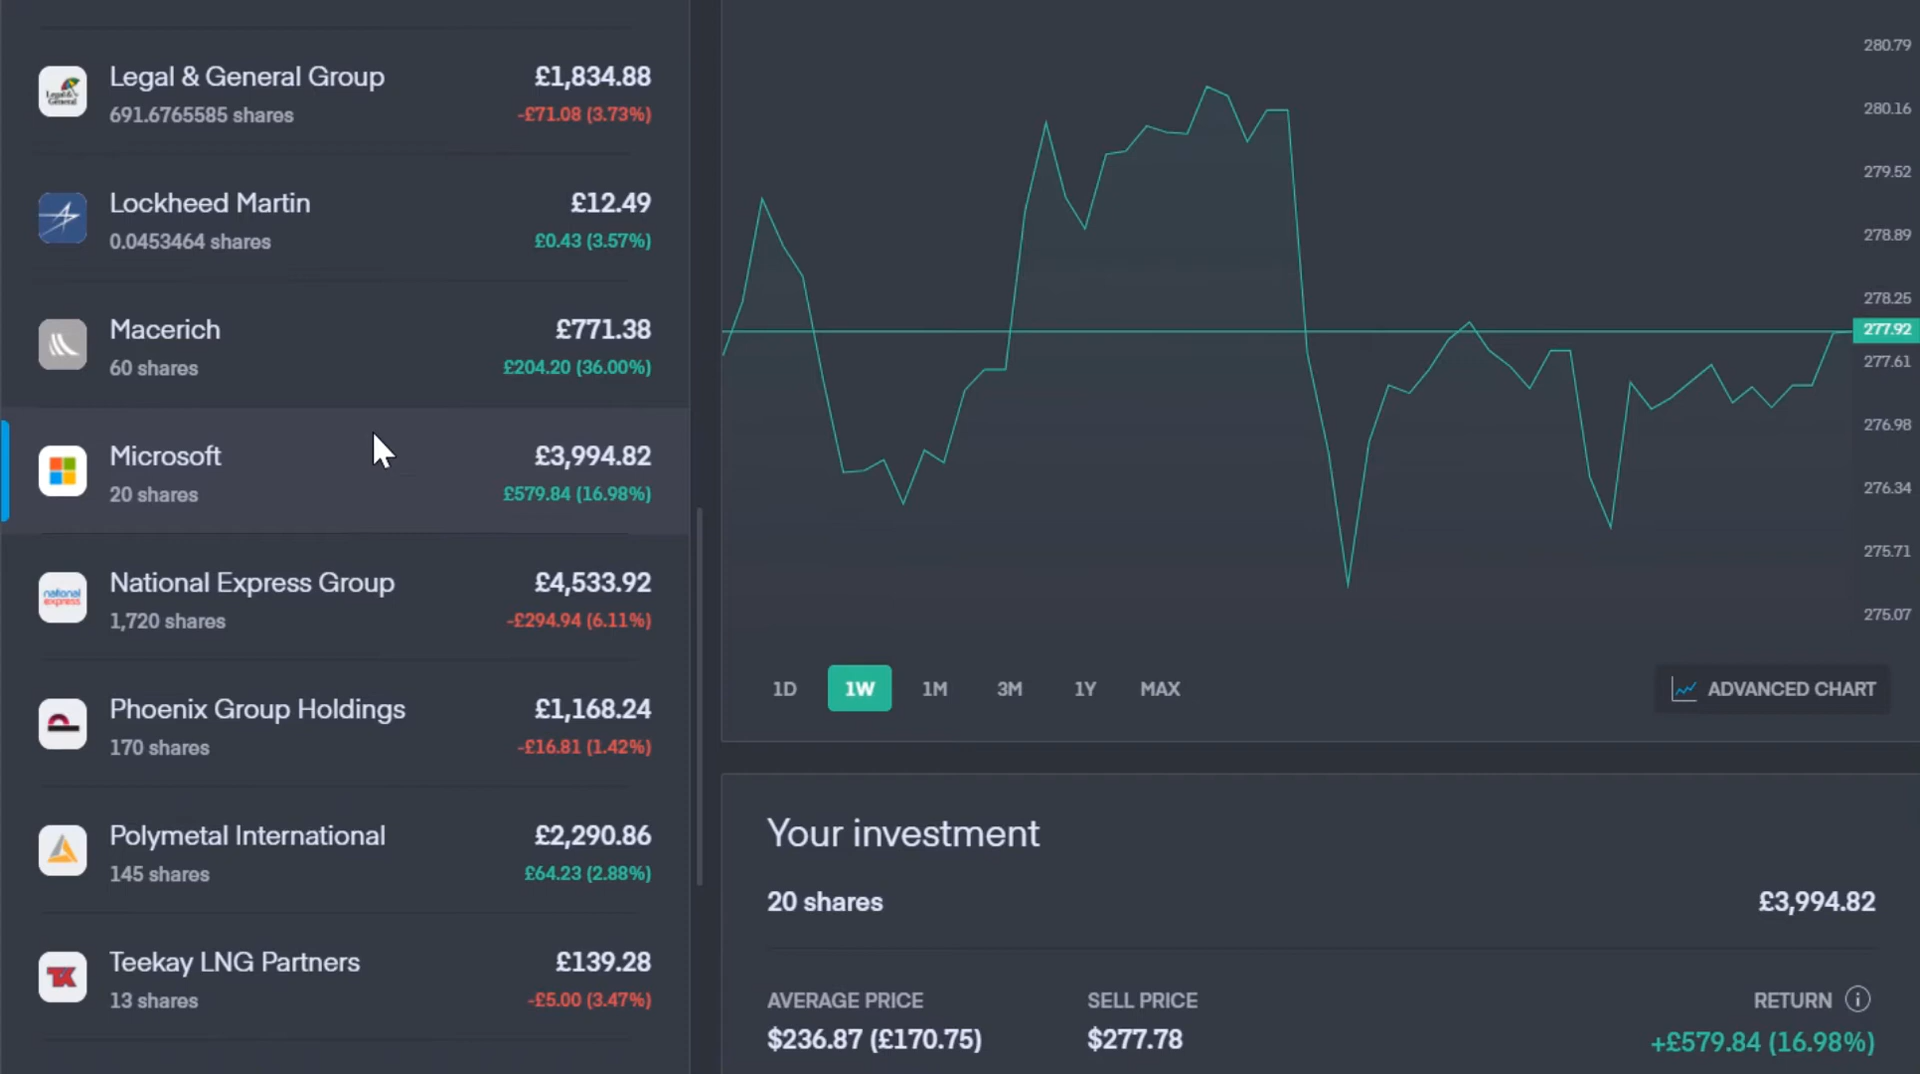 Legal & General Group
£1,834.88
691.6765585 shares
-£71.08 (3.73%)
Lockheed Martin
£12.49
0.0453464 shares
£0.43 (3.57%)
Macerich
£771.38
60 shares
£204.20 (36.00%)
Microsoft
£3,994.82
20 shares
£579.84 (16.98%)
national express
National Express Group
£4,533.92
1,720 shares
-£294.94 (6.11%)
Phoenix Group Holdings
£1,168.24
170 shares
-£16.81 (1.42%)
Polymetal International
£2,290.86
145 shares
£64.23 (2.88%)
TK
Teekay LNG Partners
£139.28
13 shares
-£5.00 (3.47%)
280.79
280.16
279.52
278.89
278.25
277.92
277.61
276.98
276.34
275.71
275.07
1D 1W 1M 3M 1Y MAX
ADVANCED CHART
Your investment
20 shares
£3,994.82
AVERAGE PRICE
SELL PRICE
RETURN
$236.87 (£170.75)
$277.78
+£579.84 (16.98%)